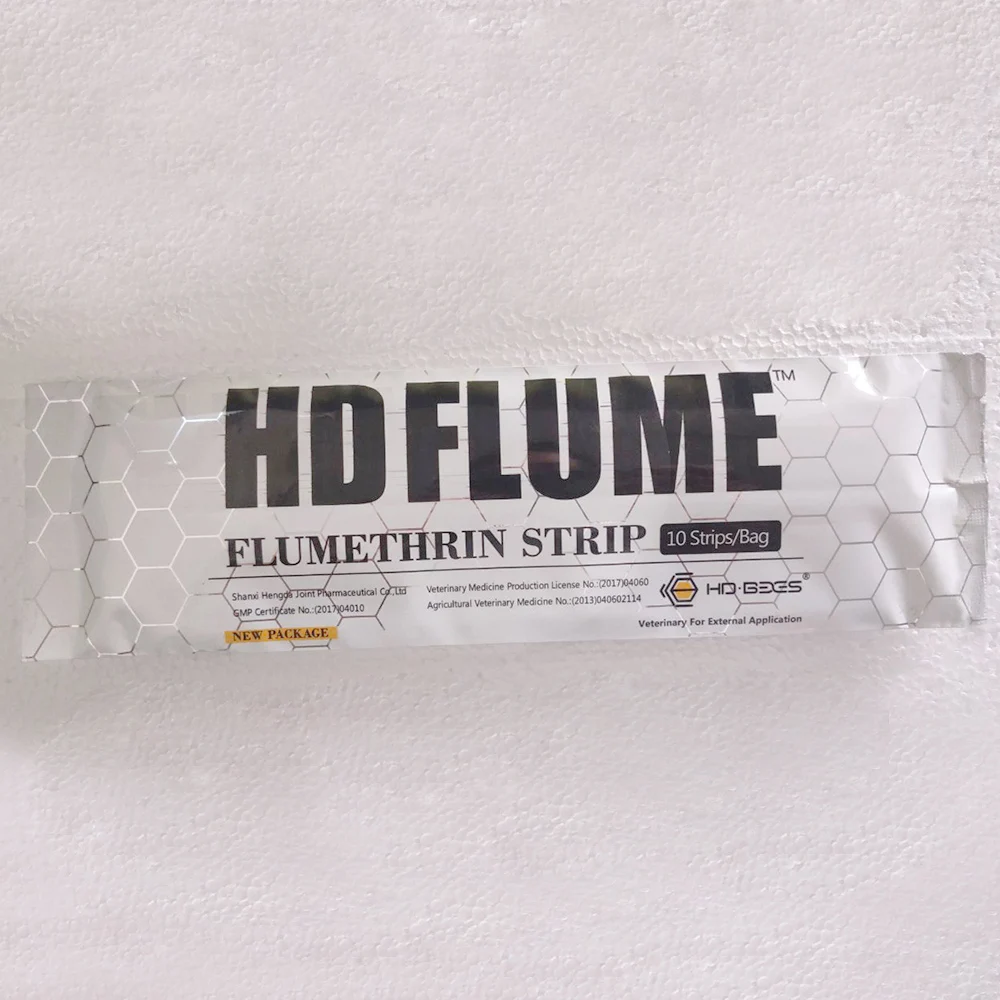 HD FLUME™
FLUMETHRIN STRIP 10 Strips/Bag
Shanxi Hengda Joint Pharmaceutical Co.,Ltd
GMP Certificate No.:(2017)04010
Veterinary Medicine Production License No.:(2017)04060
Agricultural Veterinary Medicine No.:(2013)040602114
HD·BEES®
NEW PACKAGE
Veterinary For External Application